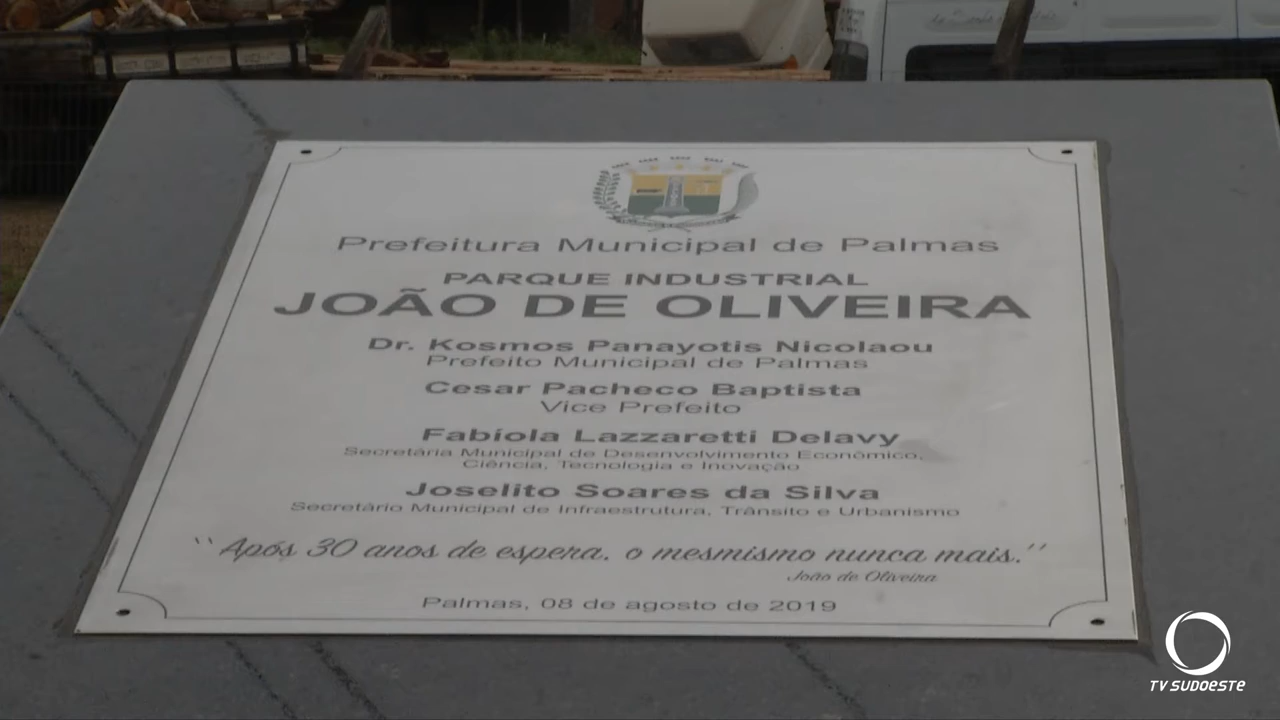 Prefeitura Municipal de Palmas
PARQUE INDUSTRIAL
JOÃO DE OLIVEIRA
Dr. Kosmos Panayotis Nicolaou
Prefeito Municipal de Palmas
Cesar Pacheco Baptista
Vice Prefeito
Fabíola Lazzaretti Delavy
Secretária Municipal de Desenvolvimento Econômico,
Ciência, Tecnologia e Inovação
Joselito Soares da Silva
Secretário Municipal de Infraestrutura, Trânsito e Urbanismo
"Após 30 anos de espera, o mesmismo nunca mais."
João de Oliveira
Palmas, 08 de agosto de 2019
TV SUDOESTE